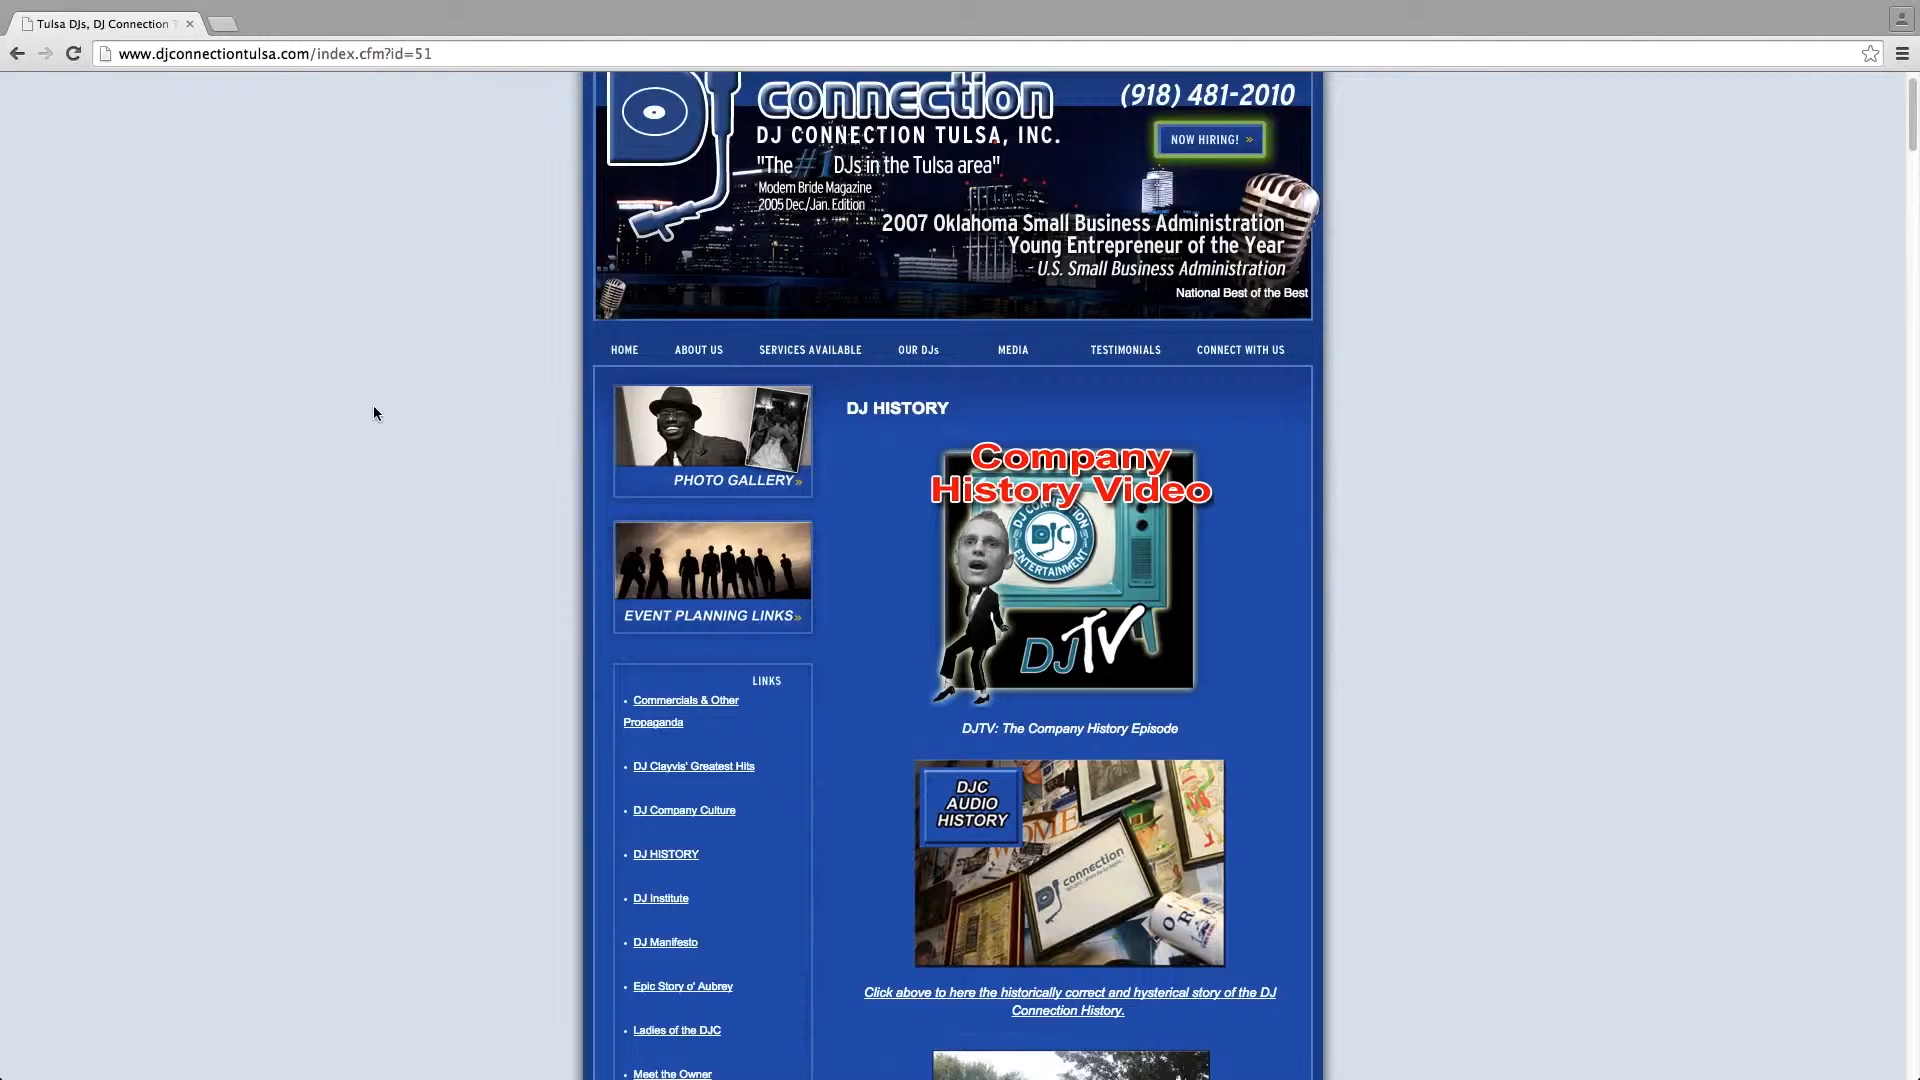 Tulsa DJs, DJ Connection T
www.djconnectiontulsa.com/index.cfm?id=51
DJ connection
(918) 481-2010
DJ CONNECTION TULSA, INC.
NOW HIRING! »
"The #1 DJs in the Tulsa area"
Modern Bride Magazine
2005 Dec./Jan. Edition
2007 Oklahoma Small Business Administration
Young Entrepreneur of the Year
- U.S. Small Business Administration
National Best of the Best
HOME ABOUT US SERVICES AVAILABLE OUR DJs MEDIA TESTIMONIALS CONNECT WITH US
PHOTO GALLERY»
EVENT PLANNING LINKS»
LINKS
• Commercials & Other
Propaganda
• DJ Clayvis' Greatest Hits
• DJ Company Culture
• DJ HISTORY
• DJ Institute
• DJ Manifesto
• Epic Story o' Aubrey
• Ladies of the DJC
• Meet the Owner
DJ HISTORY
Company
History Video
DJ CONNECTION
DJC
ENTERTAINMENT
DJTV
DJTV: The Company History Episode
DJC
AUDIO
HISTORY
connection
Click above to here the historically correct and hysterical story of the DJ
Connection History.